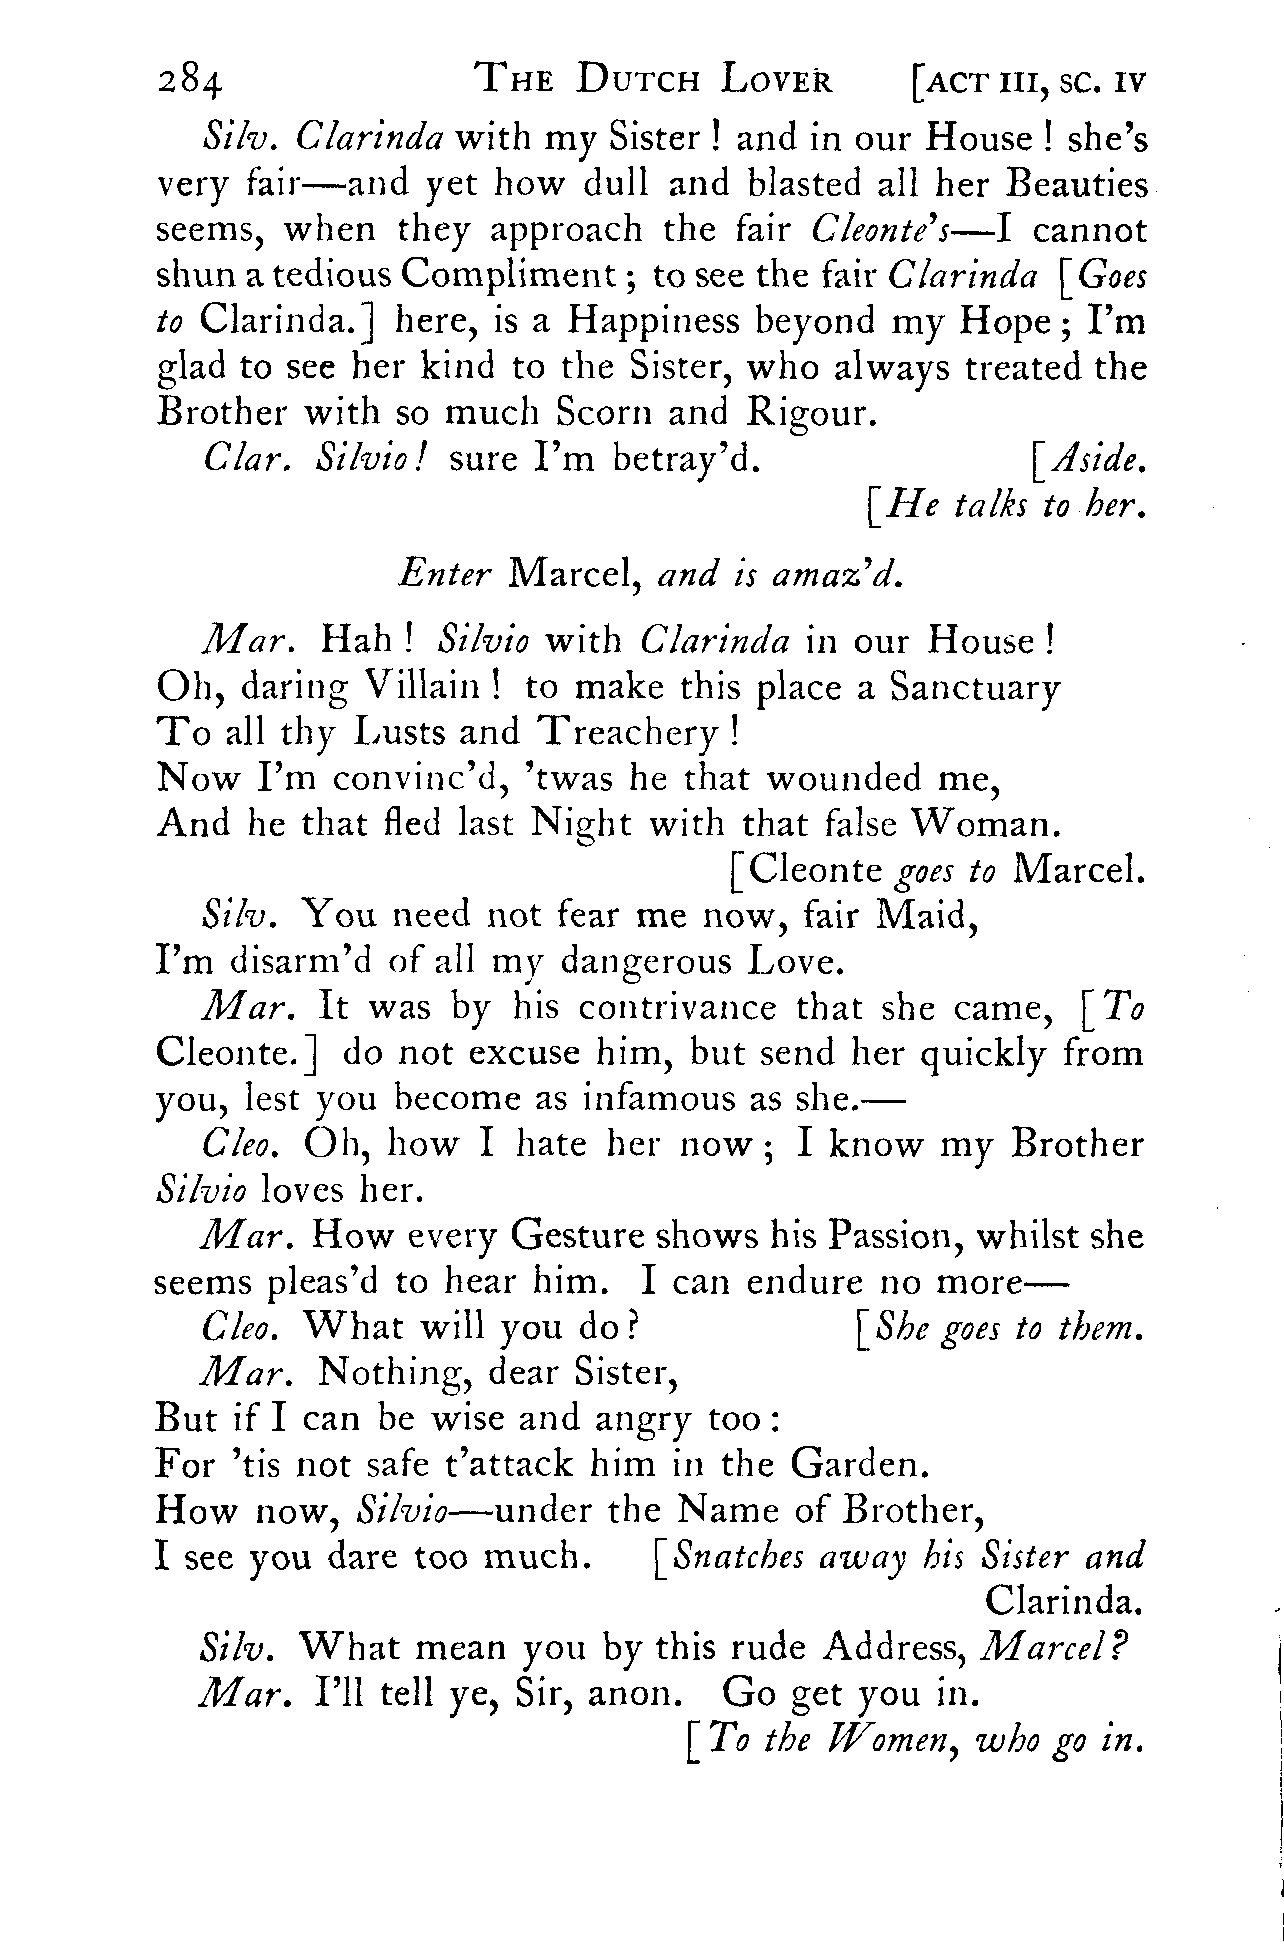 284 THE DUTCH LOVER [ACT III, SC. IV
Silv. Clarinda with my Sister ! and in our House ! she's
very fair—and yet how dull and blasted all her Beauties
seems, when they approach the fair Cleonte's—I cannot
shun a tedious Compliment ; to see the fair Clarinda [Goes
to Clarinda.] here, is a Happiness beyond my Hope ; I'm
glad to see her kind to the Sister, who always treated the
Brother with so much Scorn and Rigour.
Clar. Silvio! sure I'm betray'd. [Aside.
[He talks to her.
Enter Marcel, and is amaz'd.
Mar. Hah ! Silvio with Clarinda in our House !
Oh, daring Villain ! to make this place a Sanctuary
To all thy Lusts and Treachery !
Now I'm convinc'd, 'twas he that wounded me,
And he that fled last Night with that false Woman.
[Cleonte goes to Marcel.
Silv. You need not fear me now, fair Maid,
I'm disarm'd of all my dangerous Love.
Mar. It was by his contrivance that she came, [To
Cleonte.] do not excuse him, but send her quickly from
you, lest you become as infamous as she.—
Cleo. Oh, how I hate her now ; I know my Brother
Silvio loves her.
Mar. How every Gesture shows his Passion, whilst she
seems pleas'd to hear him. I can endure no more—
Cleo. What will you do ? [She goes to them.
Mar. Nothing, dear Sister,
But if I can be wise and angry too :
For 'tis not safe t'attack him in the Garden.
How now, Silvio—under the Name of Brother,
I see you dare too much. [Snatches away his Sister and
Clarinda.
Silv. What mean you by this rude Address, Marcel?
Mar. I'll tell ye, Sir, anon. Go get you in.
[To the Women, who go in.